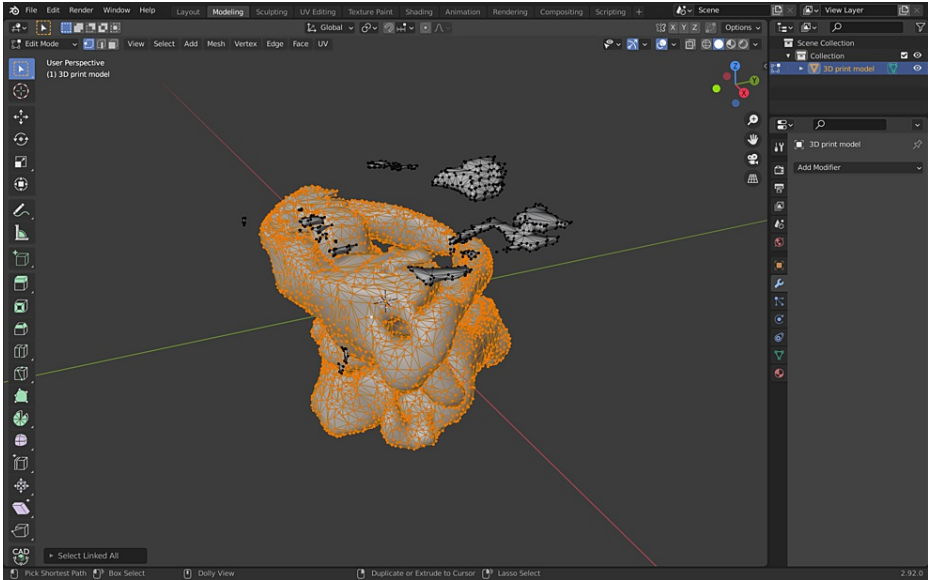 File Edit Render Window Help Layout Modeling Sculpting UV Editing Texture Paint Shading Animation Rendering Compositing Scripting + Scene View Layer
Global X Y Z Options
Edit Mode View Select Add Mesh Vertex Edge Face UV
User Perspective
(1) 3D print model
Scene Collection
Collection
3D print model
Z
Y
X
3D print model
Add Modifier
CAD
Select Linked All
Pick Shortest Path Box Select Dolly View Duplicate or Extrude to Cursor Lasso Select 2.92.0